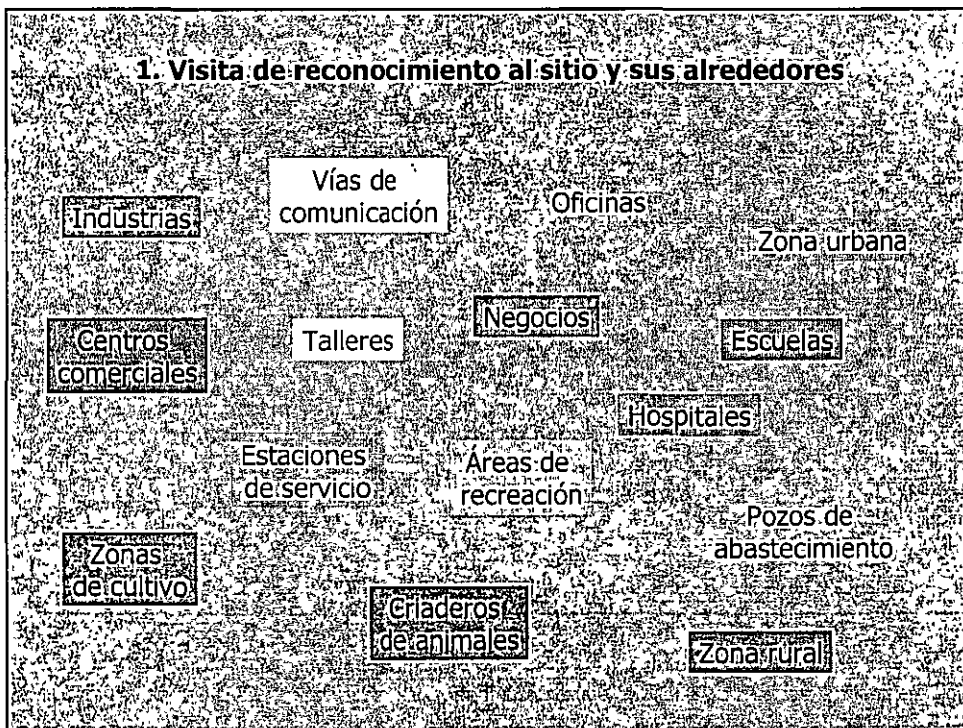 1. Visita de reconocimiento al sitio y sus alrededores
Industrias
Vías de
comunicación
Oficinas
Zona urbana
Centros
comerciales
Talleres
Negocios
Escuelas
Hospitales
Estaciones
de servicio
Áreas de
recreación
Pozos de
abastecimiento
Zonas
de cultivo
Criaderos
de animales
Zona rural